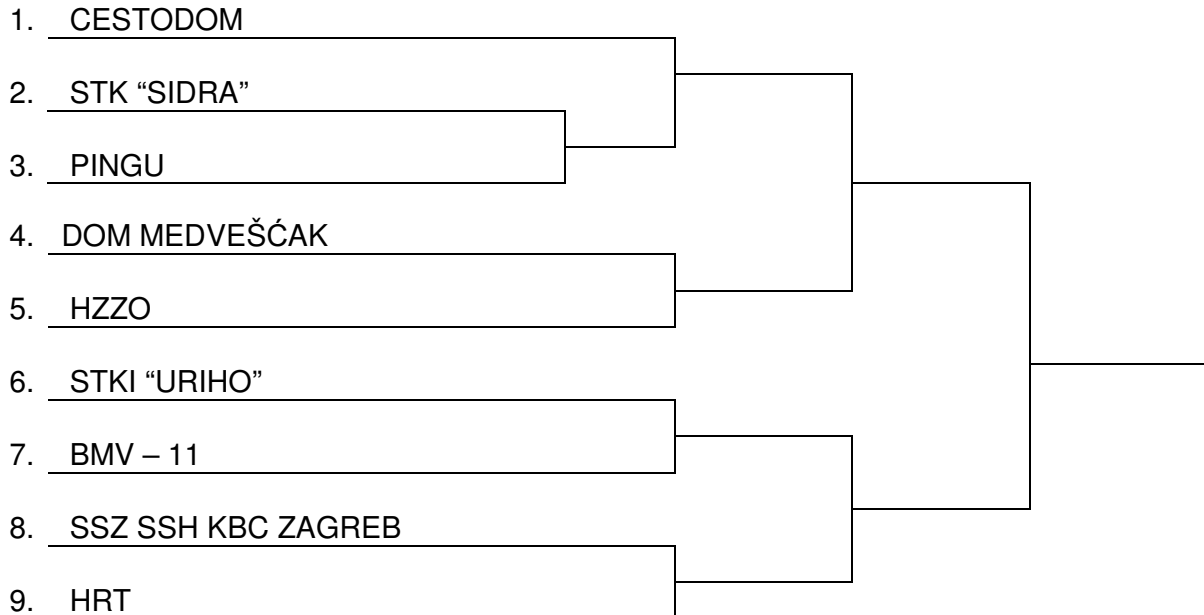 1. CESTODOM
2. STK “SIDRA”
3. PINGU
4. DOM MEDVEŠĆAK
5. HZZO
6. STKI “URIHO”
7. BMV – 11
8. SSZ SSH KBC ZAGREB
9. HRT